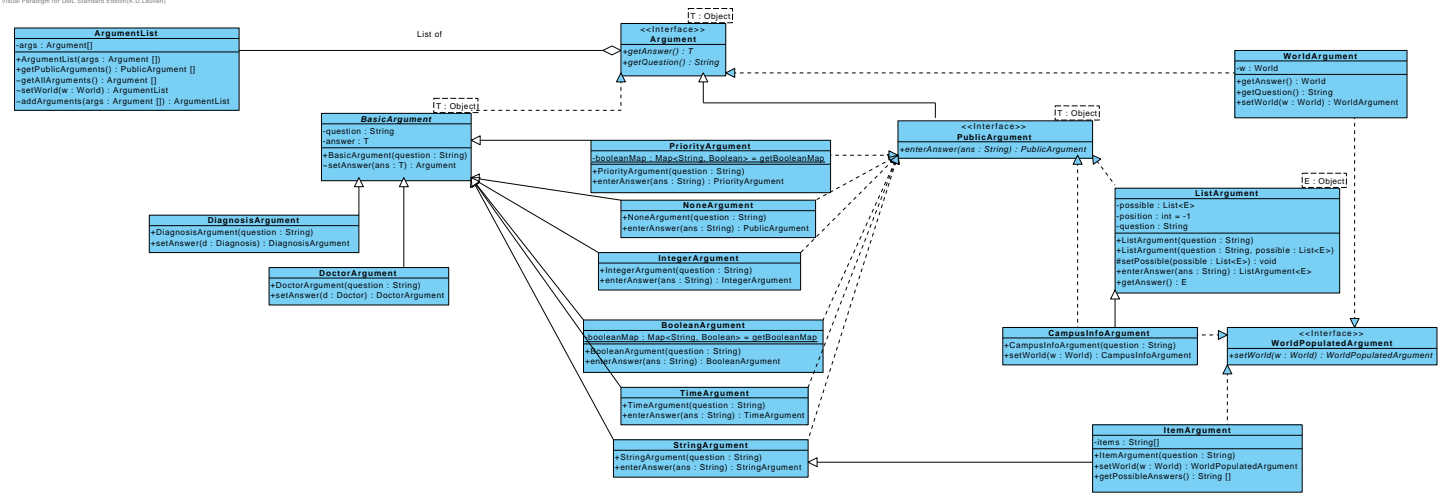 Visual Paradigm for UML Standard Edition(K.U.Leuven)
ArgumentList
-args : Argument[]
+ArgumentList(args : Argument [])
+getPublicArguments() : PublicArgument []
~getAllArguments() : Argument []
~setWorld(w : World) : ArgumentList
~addArguments(args : Argument []) : ArgumentList
List of
T : Object
<<Interface>>
Argument
+getAnswer() : T
+getQuestion() : String
WorldArgument
-w : World
+getAnswer() : World
+getQuestion() : String
+setWorld(w : World) : WorldArgument
T : Object
BasicArgument
-question : String
-answer : T
+BasicArgument(question : String)
~setAnswer(ans : T) : Argument
T : Object
<<Interface>>
PublicArgument
+enterAnswer(ans : String) : PublicArgument
PriorityArgument
-booleanMap : Map<String, Boolean> = getBooleanMap
+PriorityArgument(question : String)
+enterAnswer(ans : String) : PriorityArgument
E : Object
ListArgument
-possible : List<E>
-position : int = -1
-question : String
+ListArgument(question : String)
+ListArgument(question : String, possible : List<E>)
#setPossible(possible : List<E>) : void
+enterAnswer(ans : String) : ListArgument<E>
+getAnswer() : E
NoneArgument
+NoneArgument(question : String)
+enterAnswer(ans : String) : PublicArgument
DiagnosisArgument
+DiagnosisArgument(question : String)
+setAnswer(d : Diagnosis) : DiagnosisArgument
IntegerArgument
+IntegerArgument(question : String)
+enterAnswer(ans : String) : IntegerArgument
DoctorArgument
+DoctorArgument(question : String)
+setAnswer(d : Doctor) : DoctorArgument
BooleanArgument
-booleanMap : Map<String, Boolean> = getBooleanMap
+BooleanArgument(question : String)
+enterAnswer(ans : String) : BooleanArgument
CampusInfoArgument
+CampusInfoArgument(question : String)
+setWorld(w : World) : CampusInfoArgument
<<Interface>>
WorldPopulatedArgument
+setWorld(w : World) : WorldPopulatedArgument
TimeArgument
+TimeArgument(question : String)
+enterAnswer(ans : String) : TimeArgument
StringArgument
+StringArgument(question : String)
+enterAnswer(ans : String) : StringArgument
ItemArgument
-items : String[]
+ItemArgument(question : String)
+setWorld(w : World) : WorldPopulatedArgument
+getPossibleAnswers() : String []